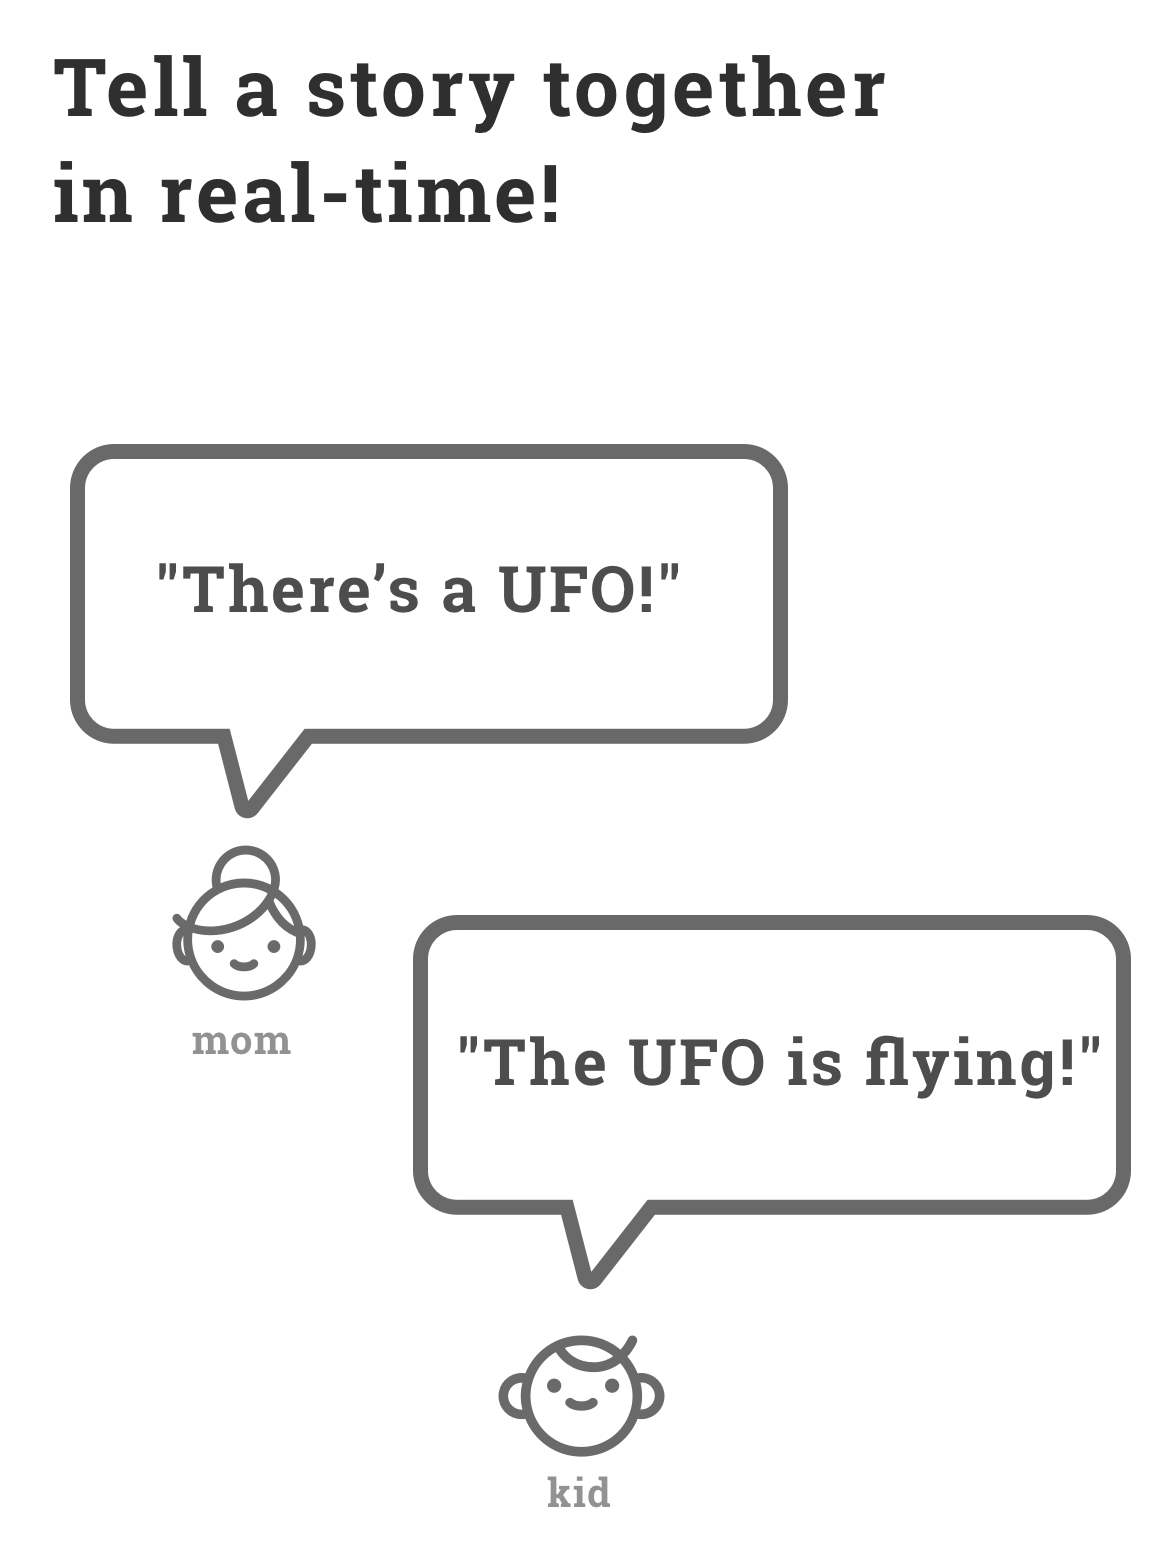 Tell a story together
in real-time!
"There’s a UFO!"
mom
"The UFO is flying!"
kid